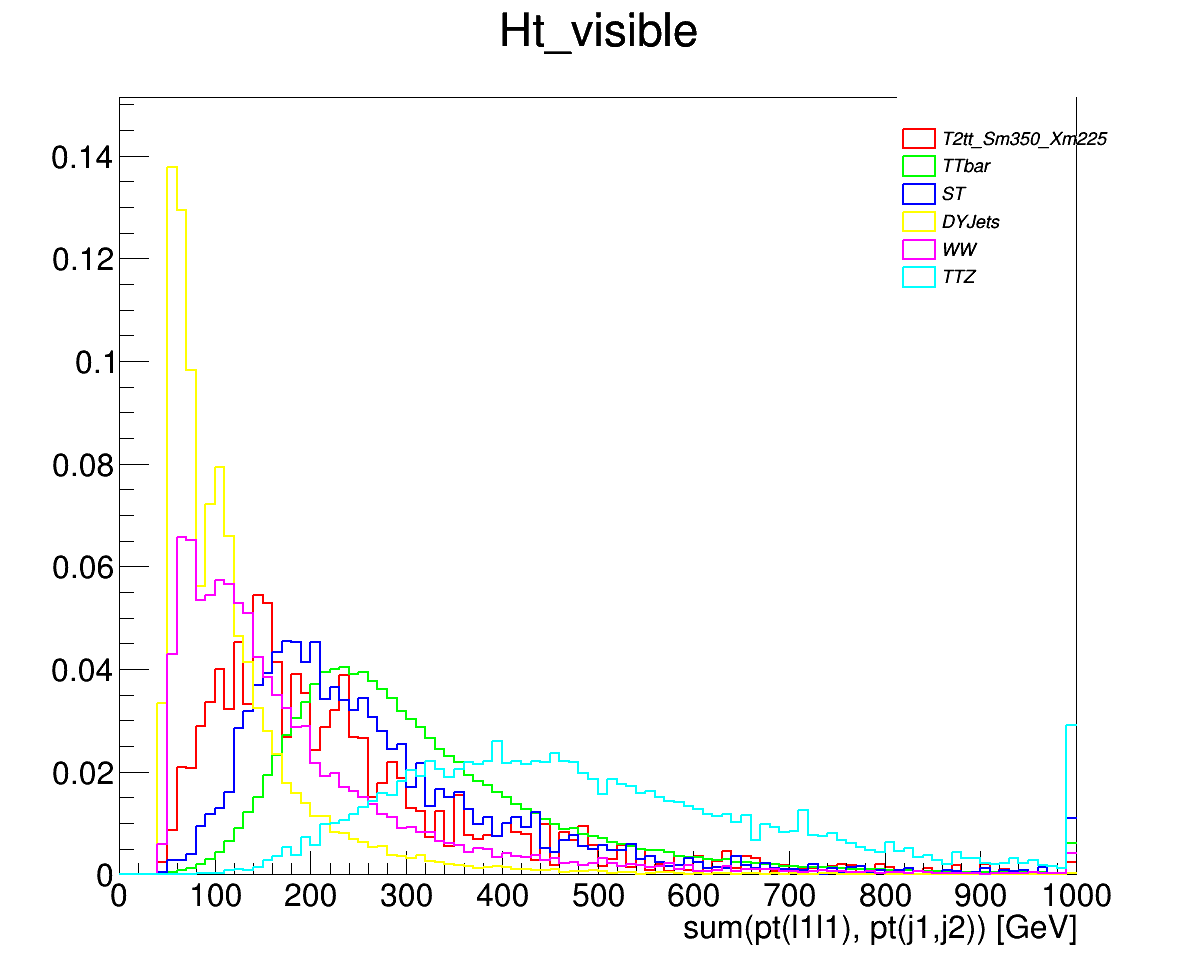 Ht_visible
T2tt_Sm350_Xm225
TTbar
ST
DYJets
WW
TTZ
0.14
0.12
0.1
0.08
0.06
0.04
0.02
0
0 100 200 300 400 500 600 700 800 900 1000
sum(pt(l1l1), pt(j1,j2)) [GeV]